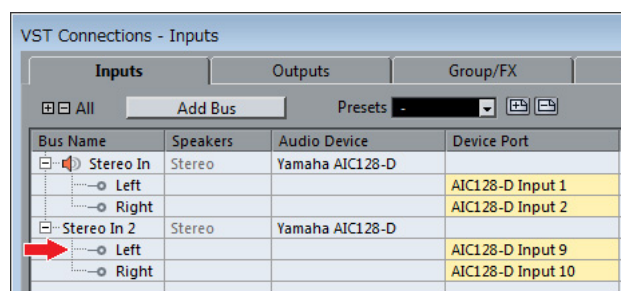 VST Connections - Inputs
Inputs Outputs Group/FX
All Add Bus Presets -
Bus Name Speakers Audio Device Device Port
Stereo In Stereo Yamaha AIC128-D
Left AIC128-D Input 1
Right AIC128-D Input 2
Stereo In 2 Stereo Yamaha AIC128-D
Left AIC128-D Input 9
Right AIC128-D Input 10